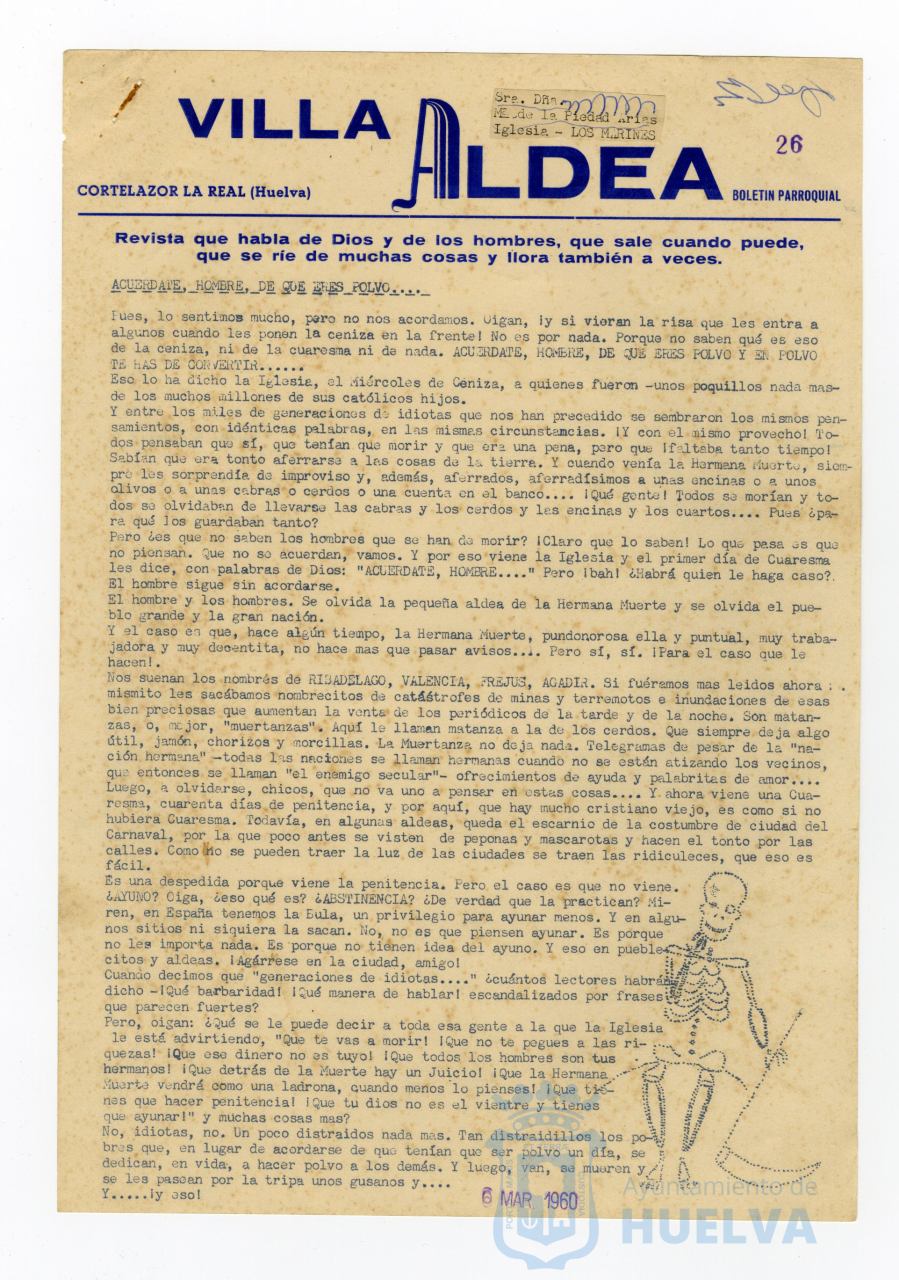 VILLA ALDEA
Sra. Dña.
Mª de la Piedad Arias
Iglesia - LOS MARINES
26
CORTELAZOR LA REAL (Huelva)
BOLETIN PARROQUIAL
Revista que habla de Dios y de los hombres, que sale cuando puede,
que se ríe de muchas cosas y llora también a veces.
ACUERDATE, HOMBRE, DE QUE ERES POLVO....
Pues, lo sentimos mucho, pero no nos acordamos. Oigan, ¡y si vieran la risa que les entra a
algunos cuando les ponen la ceniza en la frente! No es por nada. Porque no saben qué es eso
de la ceniza, ni de la cuaresma ni de nada. ACUERDATE, HOMBRE, DE QUE ERES POLVO Y EN POLVO
TE HAS DE CONVERTIR......
Eso lo ha dicho la Iglesia, el Miércoles de Ceniza, a quienes fueron -unos poquillos nada mas-
de los muchos millones de sus católicos hijos.
Y entre los miles de generaciones de idiotas que nos han precedido se sembraron los mismos pen-
samientos, con idénticas palabras, en las mismas circunstancias. ¡Y con el mismo provecho! To-
dos pensaban que sí, que tenían que morir y que era una pena, pero que ¡faltaba tanto tiempo!
Sabían que era tonto aferrarse a las cosas de la tierra. Y cuando venía la Hermana Muerte, siem-
pre les sorprendía de improviso y, además, aferrados, aferradísimos a unas encinas o a unos
olivos o a unas cabras o cerdos o una cuenta en el banco.... ¡Qué gente! Todos se morían y to-
dos se olvidaban de llevarse las cabras y los cerdos y las encinas y los cuartos.... Pues ¿pa-
ra qué los guardaban tanto?
Pero ¿es que no saben los hombres que se han de morir? ¡Claro que lo saben! Lo que pasa es que
no piensan. Que no se acuerdan, vamos. Y por eso viene la Iglesia y el primer día de Cuaresma
les dice, con palabras de Dios: "ACUERDATE, HOMBRE...." Pero ¡bah! ¿Habrá quien le haga caso?.
El hombre sigue sin acordarse.
El hombre y los hombres. Se olvida la pequeña aldea de la Hermana Muerte y se olvida el pue-
blo grande y la gran nación.
Y el caso es que, hace algún tiempo, la Hermana Muerte, pundonorosa ella y puntual, muy traba-
jadora y muy decentita, no hace mas que pasar avisos.... Pero sí, sí. ¡Para el caso que le
hacen!.
Nos suenan los nombrés de RIBADELAGO, VALENCIA, FREJUS, AGADIR. Si fuéramos mas leidos ahora
mismito les sacábamos nombrecitos de catástrofes de minas y terremotos e inundaciones de esas
bien preciosas que aumentan la venta de los periódicos de la tarde y de la noche. Son matan-
zas, o, mejor, "muertanzas". Aquí le llaman matanza a la de los cerdos. Que siempre deja algo
útil, jamón, chorizos y morcillas. La Muertanza no deja nada. Telegramas de pesar de la "na-
ción hermana" -todas las naciones se llaman hermanas cuando no se están atizando los vecinos,
que entonces se llaman "el enemigo secular"- ofrecimientos de ayuda y palabritas de amor....
Luego, a olvidarse, chicos, que no va uno a pensar en estas cosas.... Y ahora viene una Cua-
resma, cuarenta días de penitencia, y por aquí, que hay mucho cristiano viejo, es como si no
hubiera Cuaresma. Todavía, en algunas aldeas, queda el escarnio de la costumbre de ciudad del
Carnaval, por la que poco antes se visten de peponas y mascarotas y hacen el tonto por las
calles. Como no se pueden traer la luz de las ciudades se traen las ridiculeces, que eso es
fácil.
Es una despedida porque viene la penitencia. Pero el caso es que no viene.
¿AYUNO? Oiga, ¿eso qué es? ¿ABSTINENCIA? ¿De verdad que la practican? Mi-
ren, en España tenemos la Bula, un privilegio para ayunar menos. Y en algu-
nos sitios ni siquiera la sacan. No, no es que piensen ayunar. Es porque
no les importa nada. Es porque no tienen idea del ayuno. Y eso en pueble-
citos y aldeas. ¡Agárrese en la ciudad, amigo!
Cuando decimos que "generaciones de idiotas...." ¿cuántos lectores habrán
dicho -¡Qué barbaridad! ¡Qué manera de hablar! escandalizados por frases
que parecen fuertes?
Pero, oigan: ¿Qué se le puede decir a toda esa gente a la que la Iglesia
le está advirtiendo, "Que te vas a morir! ¡Que no te pegues a las ri-
quezas! ¡Que ese dinero no es tuyo! ¡Que todos los hombres son tus
hermanos! ¡Que detrás de la Muerte hay un Juicio! ¡Que la Hermana
Muerte vendrá como una ladrona, cuando menos lo pienses! ¡Que tie-
nes que hacer penitencia! ¡Que tu dios no es el vientre y tienes
que ayunar!" y muchas cosas mas?
No, idiotas, no. Un poco distraidos nada mas. Tan distraidillos los po-
bres que, en lugar de acordarse de que tenían que ser polvo un día, se
dedican, en vida, a hacer polvo a los demás. Y luego, van, se mueren y
se les pasean por la tripa unos gusanos y....
Y.....¡y eso!
6 MAR. 1960
Ayuntamiento de
HUELVA